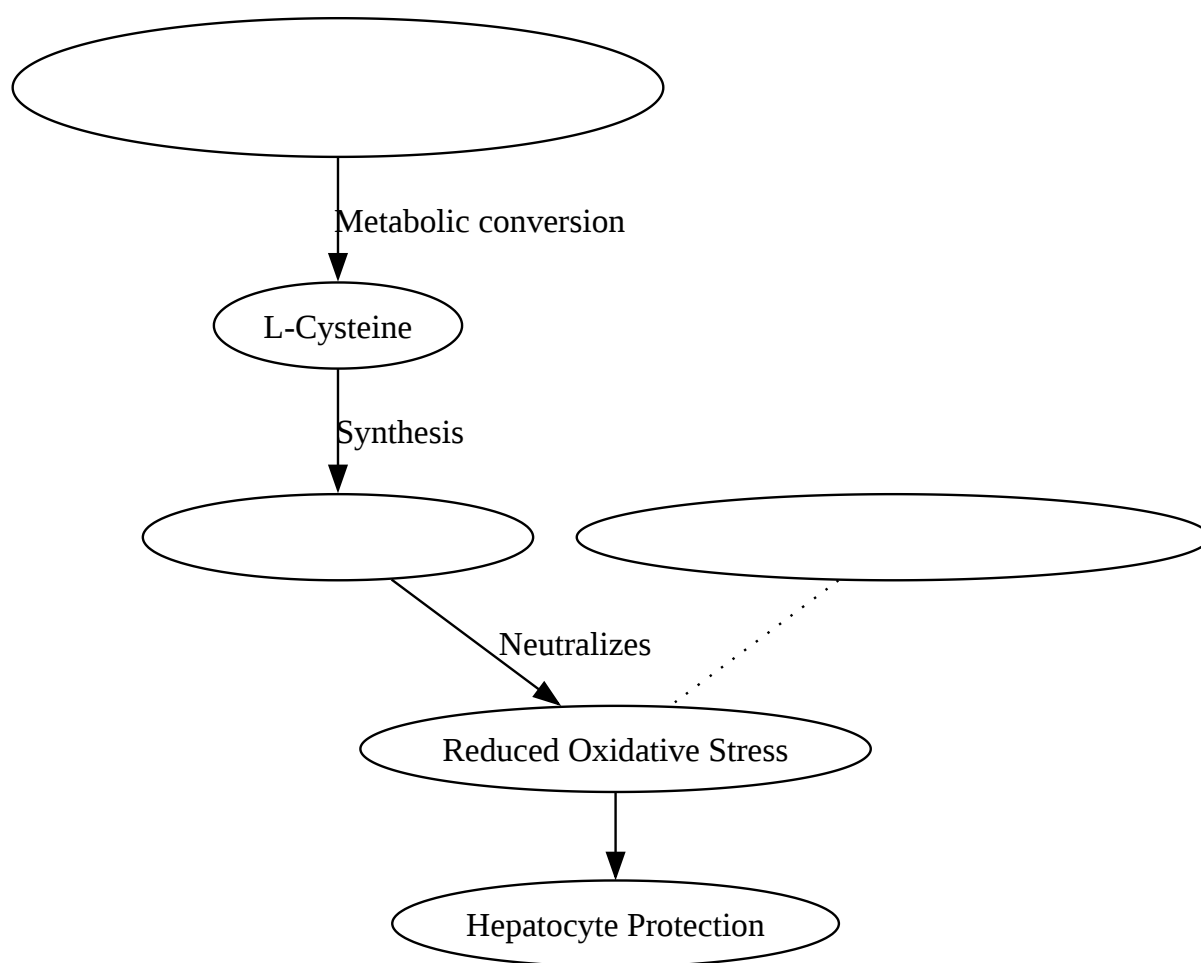 Metabolic conversion
L-Cysteine
Synthesis
Neutralizes
Reduced Oxidative Stress
Hepatocyte Protection